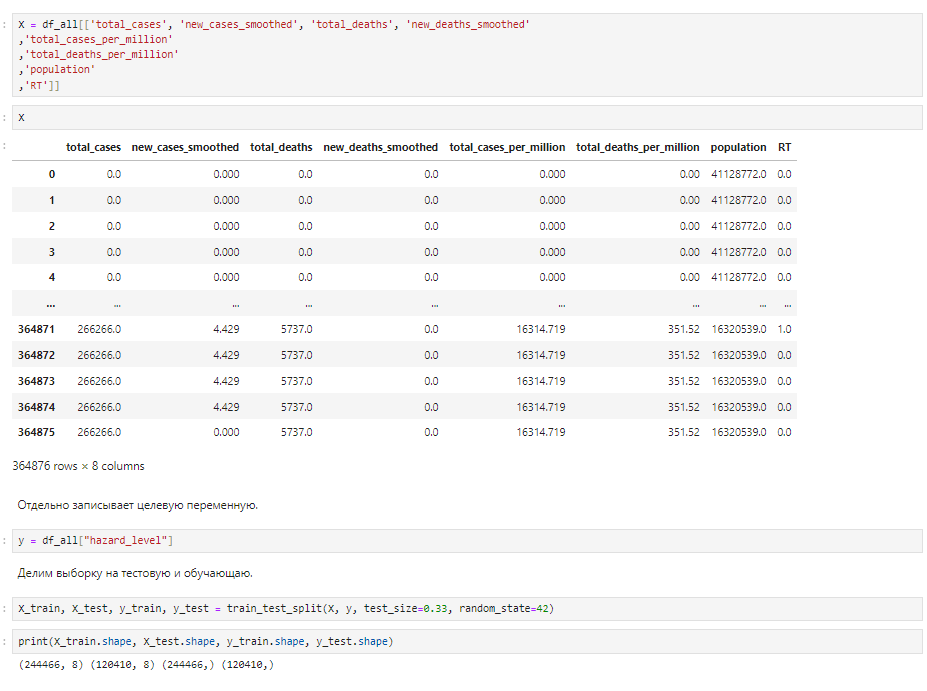 X = df_all[['total_cases', 'new_cases_smoothed', 'total_deaths', 'new_deaths_smoothed'
,'total_cases_per_million'
,'total_deaths_per_million'
,'population'
,'RT']]
X
total_cases new_cases_smoothed total_deaths new_deaths_smoothed total_cases_per_million total_deaths_per_million population RT
0 0.0 0.000 0.0 0.0 0.000 0.00 41128772.0 0.0
1 0.0 0.000 0.0 0.0 0.000 0.00 41128772.0 0.0
2 0.0 0.000 0.0 0.0 0.000 0.00 41128772.0 0.0
3 0.0 0.000 0.0 0.0 0.000 0.00 41128772.0 0.0
4 0.0 0.000 0.0 0.0 0.000 0.00 41128772.0 0.0
... ... ... ... ... ... ... ... ...
364871 266266.0 4.429 5737.0 0.0 16314.719 351.52 16320539.0 1.0
364872 266266.0 4.429 5737.0 0.0 16314.719 351.52 16320539.0 0.0
364873 266266.0 4.429 5737.0 0.0 16314.719 351.52 16320539.0 0.0
364874 266266.0 4.429 5737.0 0.0 16314.719 351.52 16320539.0 0.0
364875 266266.0 0.000 5737.0 0.0 16314.719 351.52 16320539.0 0.0
364876 rows × 8 columns
Отдельно записывает целевую переменную.
y = df_all["hazard_level"]
Делим выборку на тестовую и обучающаю.
X_train, X_test, y_train, y_test = train_test_split(X, y, test_size=0.33, random_state=42)
print(X_train.shape, X_test.shape, y_train.shape, y_test.shape)
(244466, 8) (120410, 8) (244466,) (120410,)